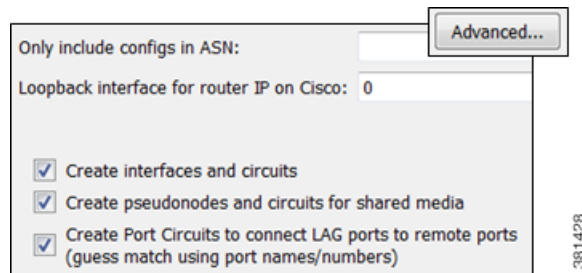 Advanced...
Only include configs in ASN:
Loopback interface for router IP on Cisco: 0
Create interfaces and circuits
Create pseudonodes and circuits for shared media
Create Port Circuits to connect LAG ports to remote ports
(guess match using port names/numbers)
381428